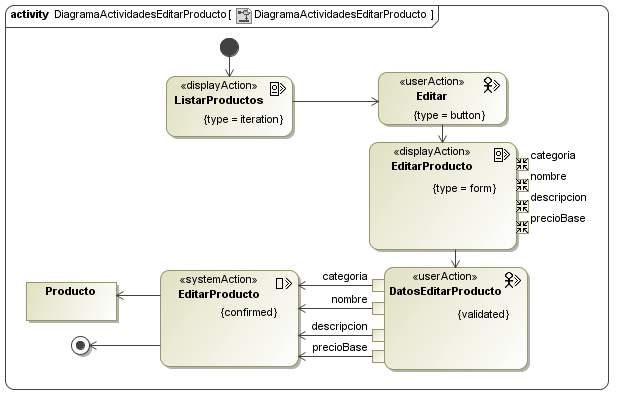 activity DiagramaActividadesEditarProducto [ DiagramaActividadesEditarProducto ]
«displayAction»
ListarProductos
{type = iteration}
«userAction»
Editar
{type = button}
«displayAction»
EditarProducto
{type = form}
categoria
nombre
descripcion
precioBase
«userAction»
DatosEditarProducto
{validated}
categoria
nombre
descripcion
precioBase
«systemAction»
EditarProducto
{confirmed}
Producto